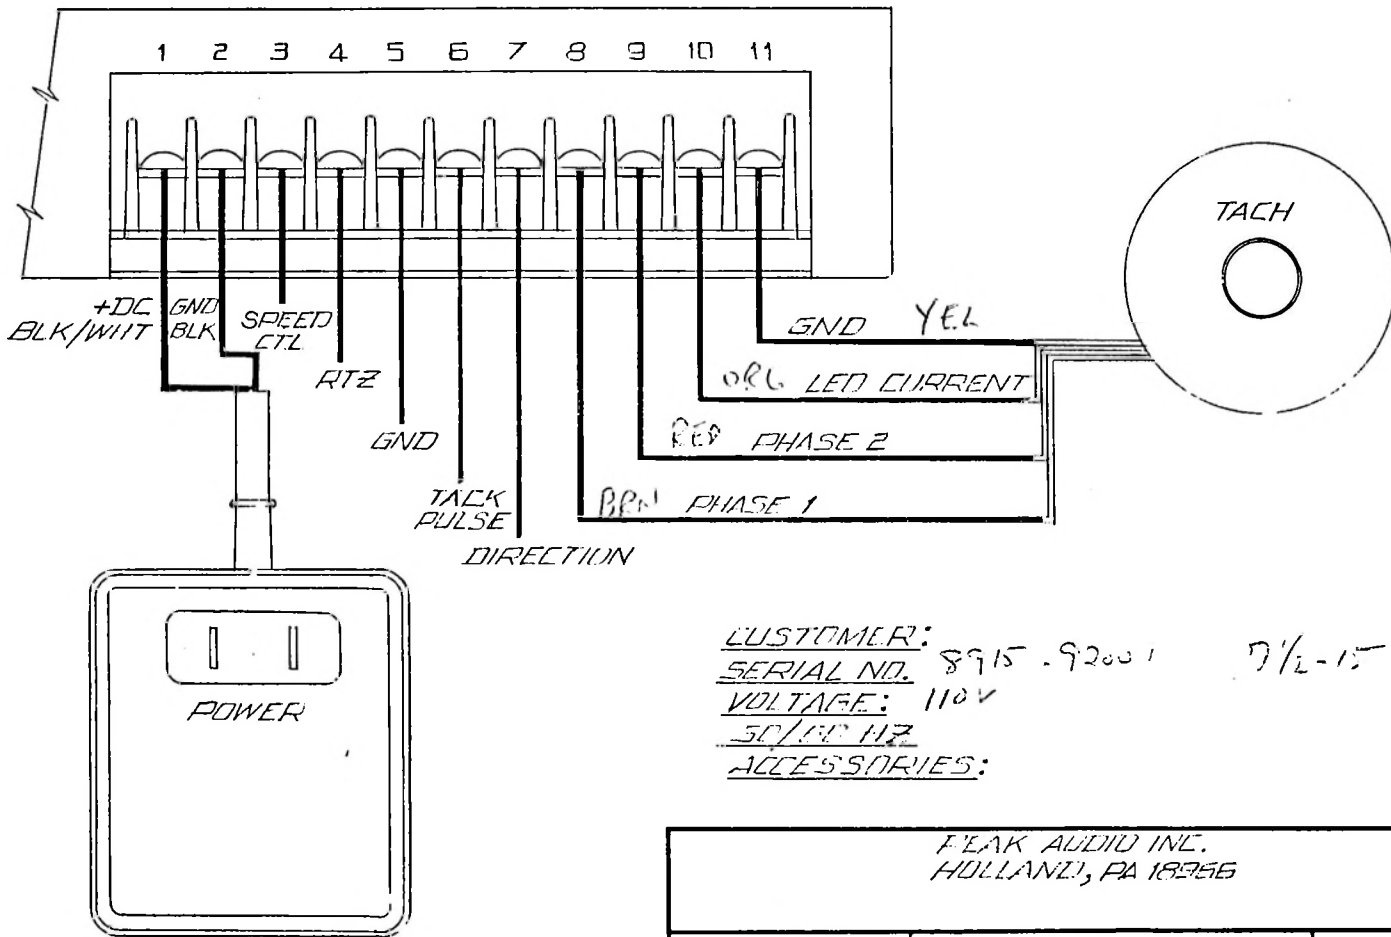 1 2 3 4 5 6 7 8 9 10 11
TACH
+DC
BLK/WHT
GND
BLK
SPEED
CTL
RTZ
GND
TACK
PULSE
DIRECTION
GND YEL
ORG LED CURRENT
RED PHASE 2
BRN PHASE 1
POWER
CUSTOMER:
SERIAL NO. 8915-92001 7 1/2-15
VOLTAGE: 110V
50/60 HZ
ACCESSORIES:
PEAK AUDIO INC.
HOLLAND, PA 18966